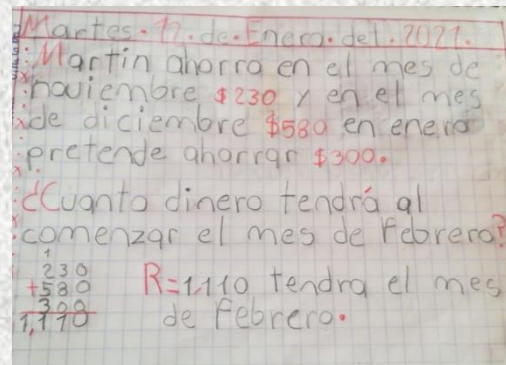 Martes. 12. de. Enero. del. 2021.
Martin ahorra en el mes de
noviembre $230 y en el mes
de diciembre $580 en enero
pretende ahorrar $300.
¿Cuanto dinero tendrá al
comenzar el mes de Febrero?
1
230
+580
300
1,110
R=1,110 tendra el mes
de Febrero.